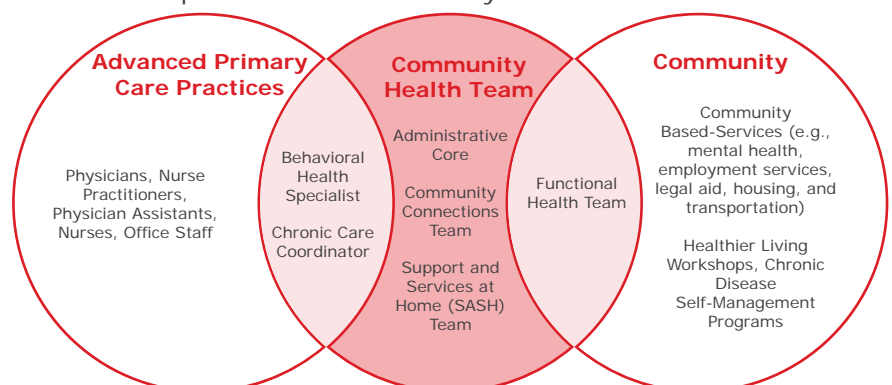 Advanced Primary
Care Practices
Physicians, Nurse
Practitioners,
Physician Assistants,
Nurses, Office Staff
Behavioral
Health
Specialist
Chronic Care
Coordinator
Community
Health Team
Administrative
Core
Community
Connections
Team
Support and
Services at
Home (SASH)
Team
Functional
Health Team
Community
Community
Based-Services (e.g.,
mental health,
employment services,
legal aid, housing, and
transportation)
Healthier Living
Workshops, Chronic
Disease
Self-Management
Programs